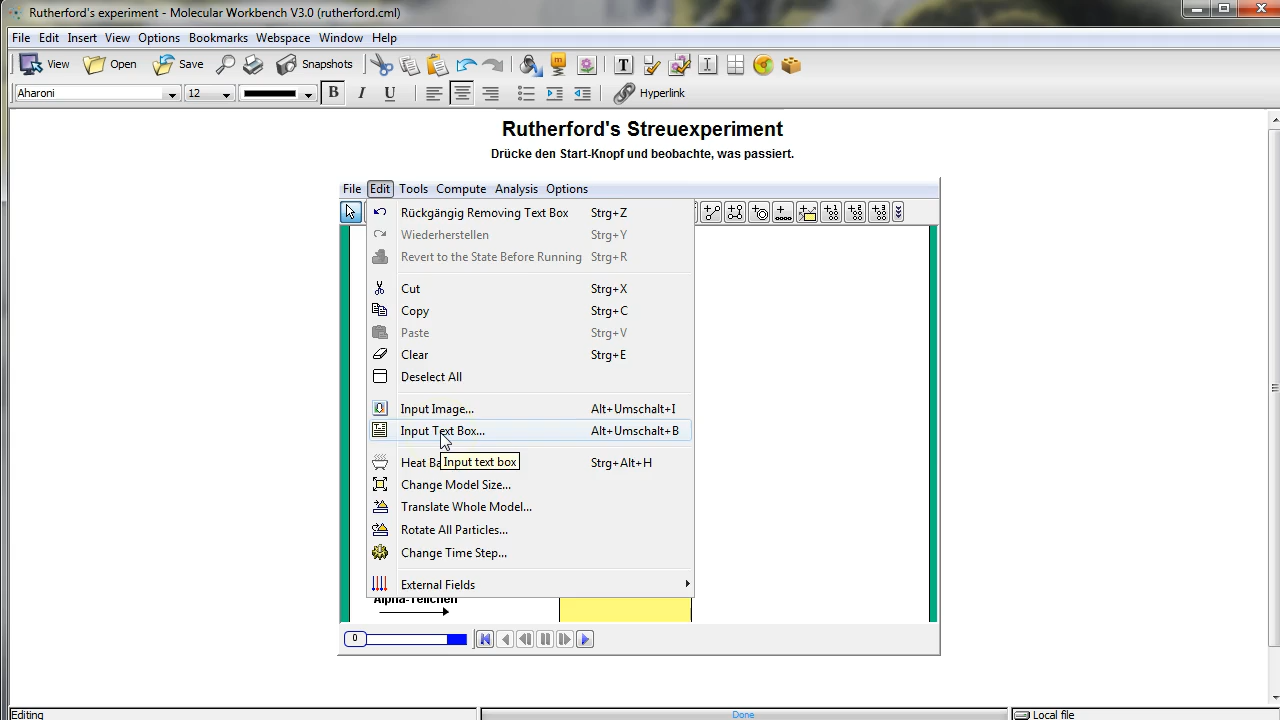 Rutherford's experiment - Molecular Workbench V3.0 (rutherford.cml)
File Edit Insert View Options Bookmarks Webspace Window Help
View Open Save Snapshots
Aharoni 12 B I U Hyperlink
Rutherford's Streuexperiment
Drücke den Start-Knopf und beobachte, was passiert.
File Edit Tools Compute Analysis Options
Rückgängig Removing Text Box Strg+Z
Wiederherstellen Strg+Y
Revert to the State Before Running Strg+R
Cut Strg+X
Copy Strg+C
Paste Strg+V
Clear Strg+E
Deselect All
Input Image... Alt+Umschalt+I
Input Text Box... Alt+Umschalt+B
Heat Ba Strg+Alt+H
Input text box
Change Model Size...
Translate Whole Model...
Rotate All Particles...
Change Time Step...
External Fields
Alpha-Teilchen
0
Editing Done Local file